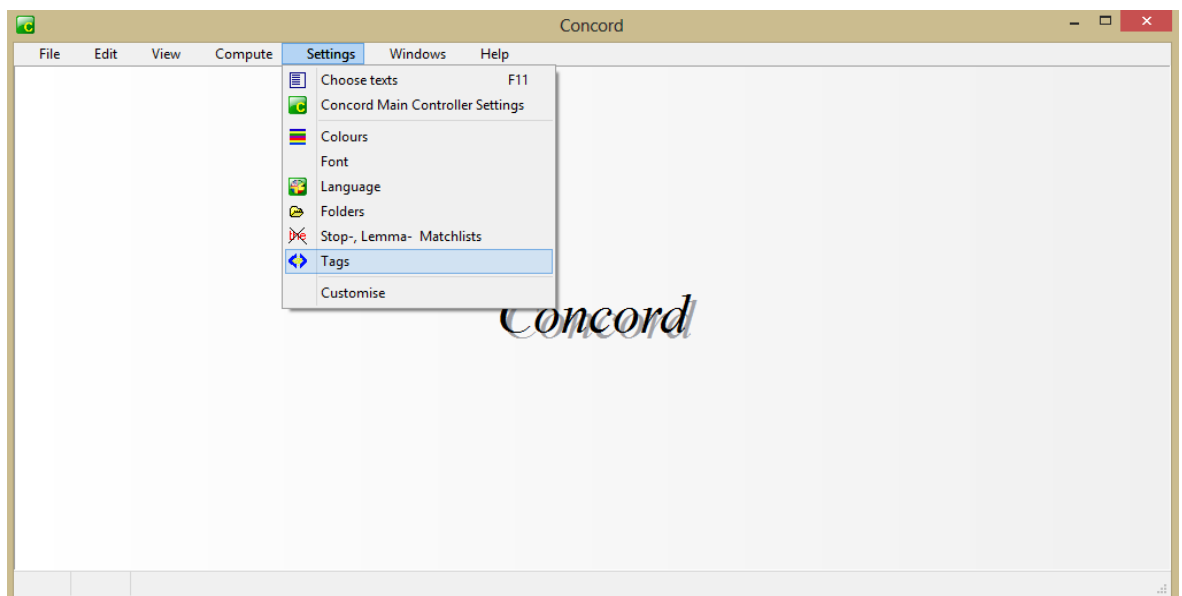 Concord
File Edit View Compute Settings Windows Help
Choose texts F11
Concord Main Controller Settings
Colours
Font
Language
Folders
Stop-, Lemma- Matchlists
Tags
Customise
Concord